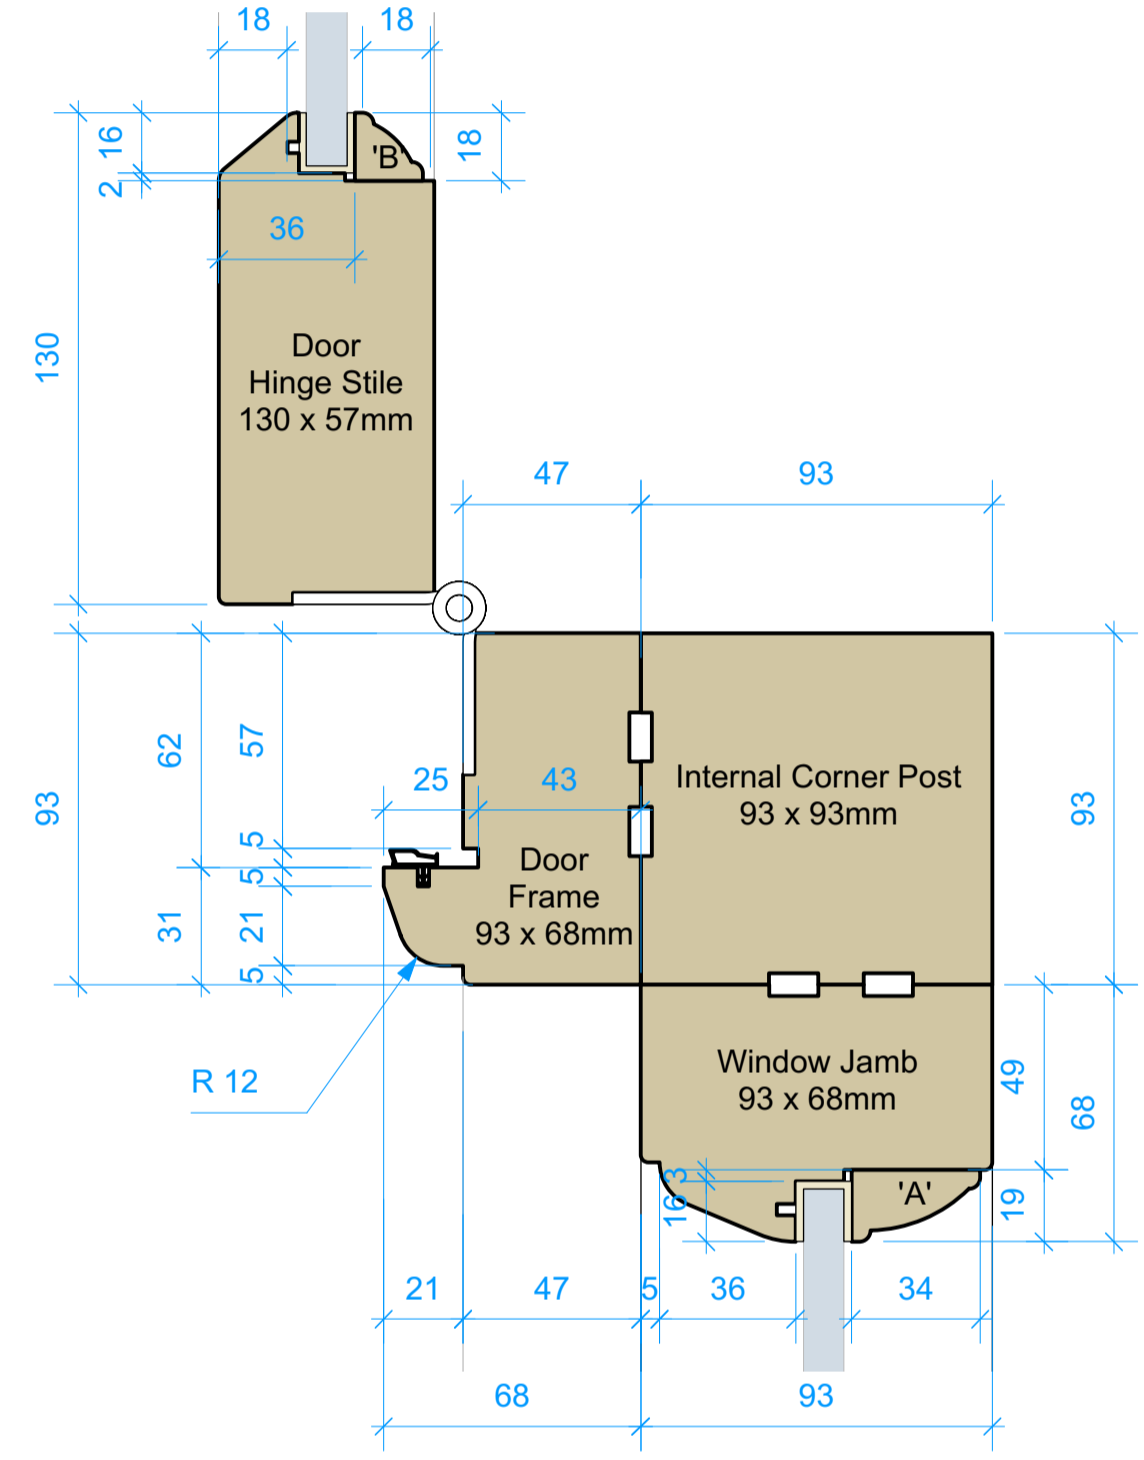 18
18
16
18
2
'B'
36
130
Door
Hinge Stile
130 x 57mm
47
93
62
57
93
25
43
5
5
31
21
5
Door
Frame
93 x 68mm
Internal Corner Post
93 x 93mm
93
R 12
Window Jamb
93 x 68mm
49
68
3
16
'A'
19
21
47
5
36
34
68
93